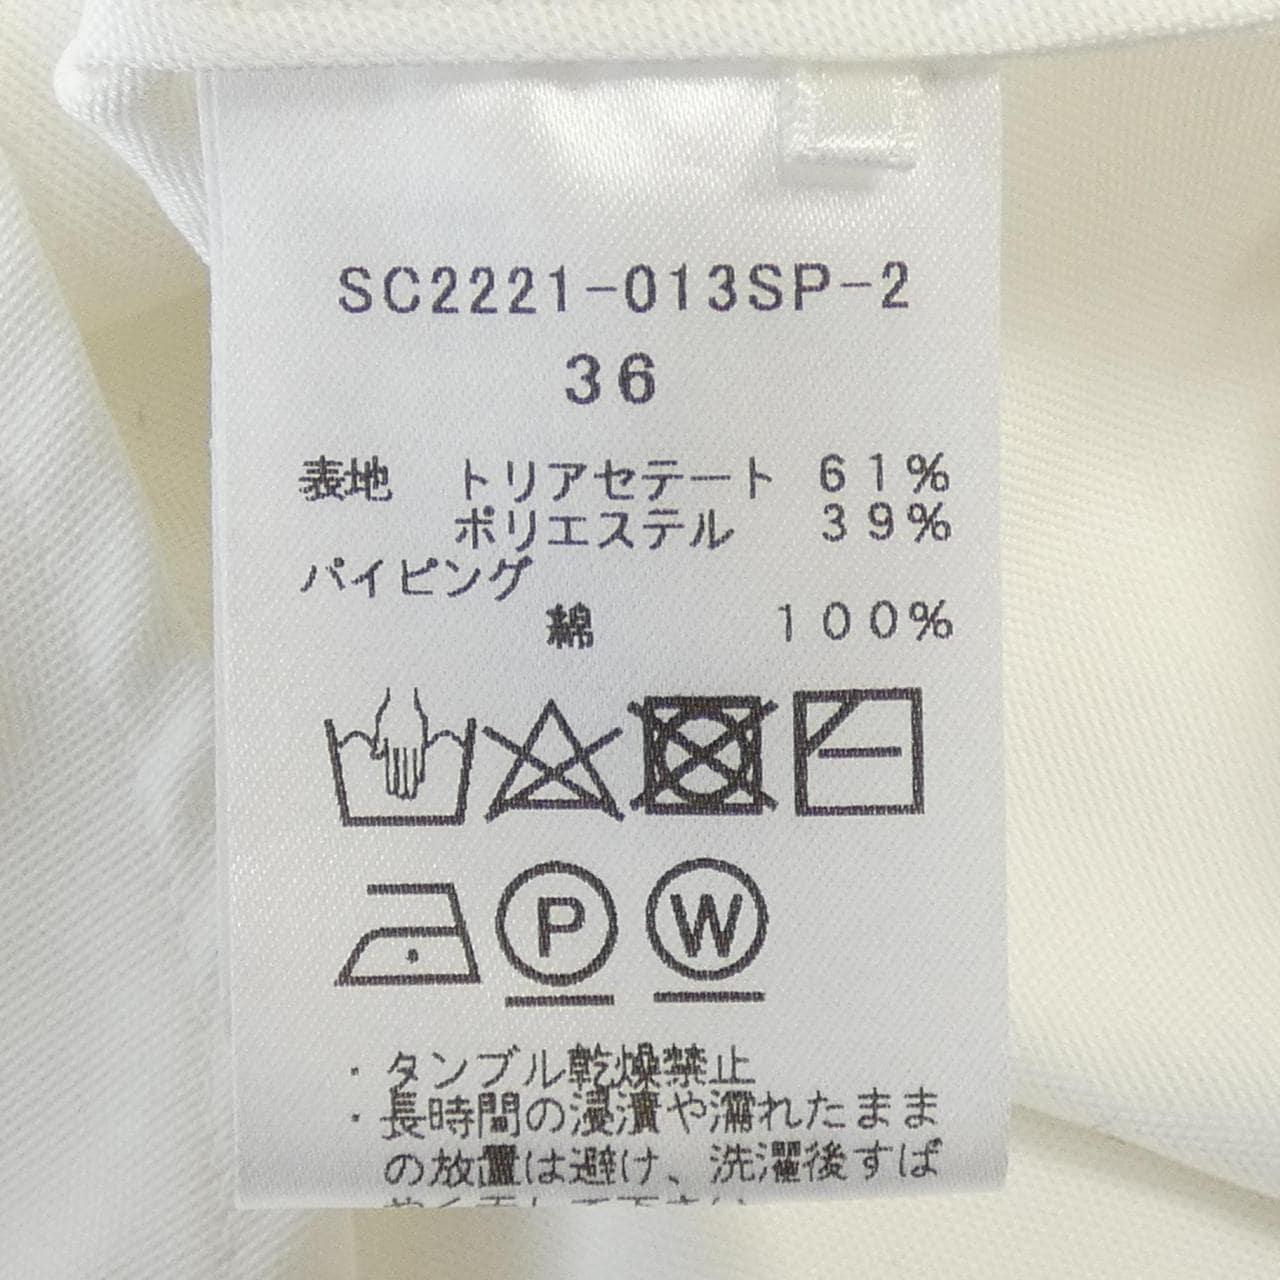 SC2221-013SP-2
36
表地 トリアセテート 61%
ポリエステル 39%
パイピング
綿 100%
P W
・タンブル乾燥禁止
・長時間の浸漬や濡れたまま
の放置は避け、洗濯後すぱ